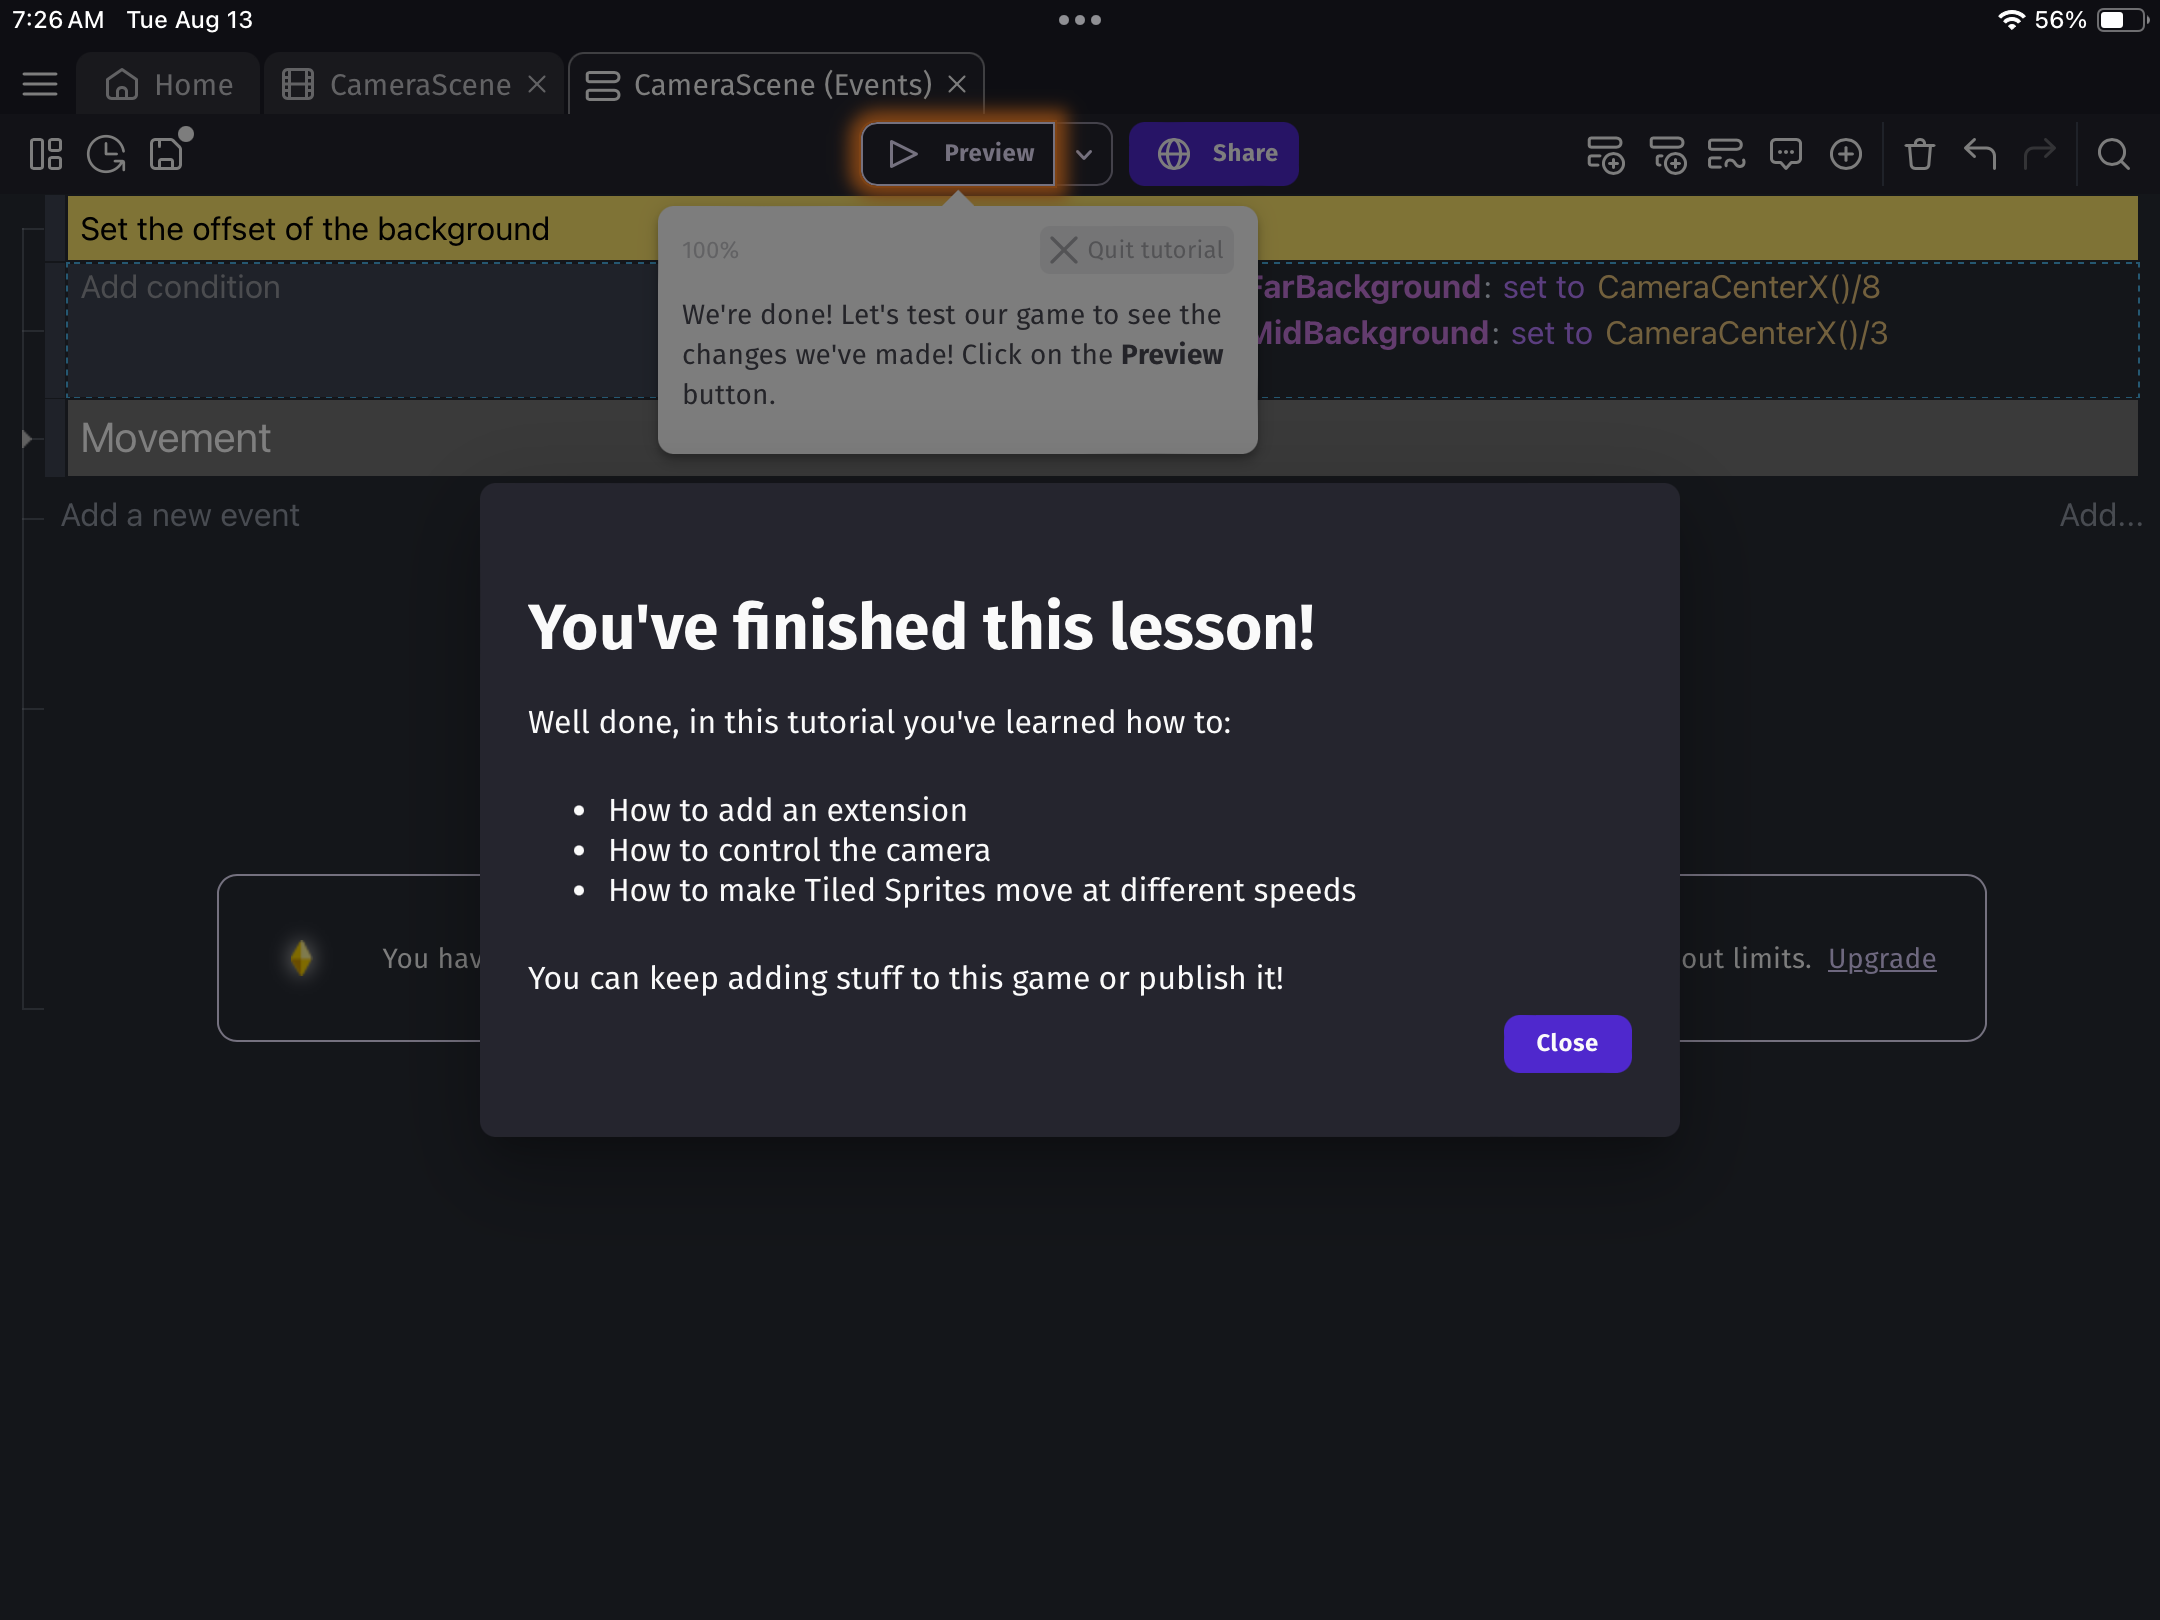 7:26 AM Tue Aug 13
56%
Home
CameraScene
CameraScene (Events)
Preview
Share
Set the offset of the background
100%
Quit tutorial
We're done! Let's test our game to see the
changes we've made! Click on the Preview
button.
Add condition
FarBackground: set to CameraCenterX()/8
MidBackground: set to CameraCenterX()/3
Movement
Add a new event
Add...
You've finished this lesson!
Well done, in this tutorial you've learned how to:
• How to add an extension
• How to control the camera
• How to make Tiled Sprites move at different speeds
You can keep adding stuff to this game or publish it!
Close
You hav
out limits. Upgrade